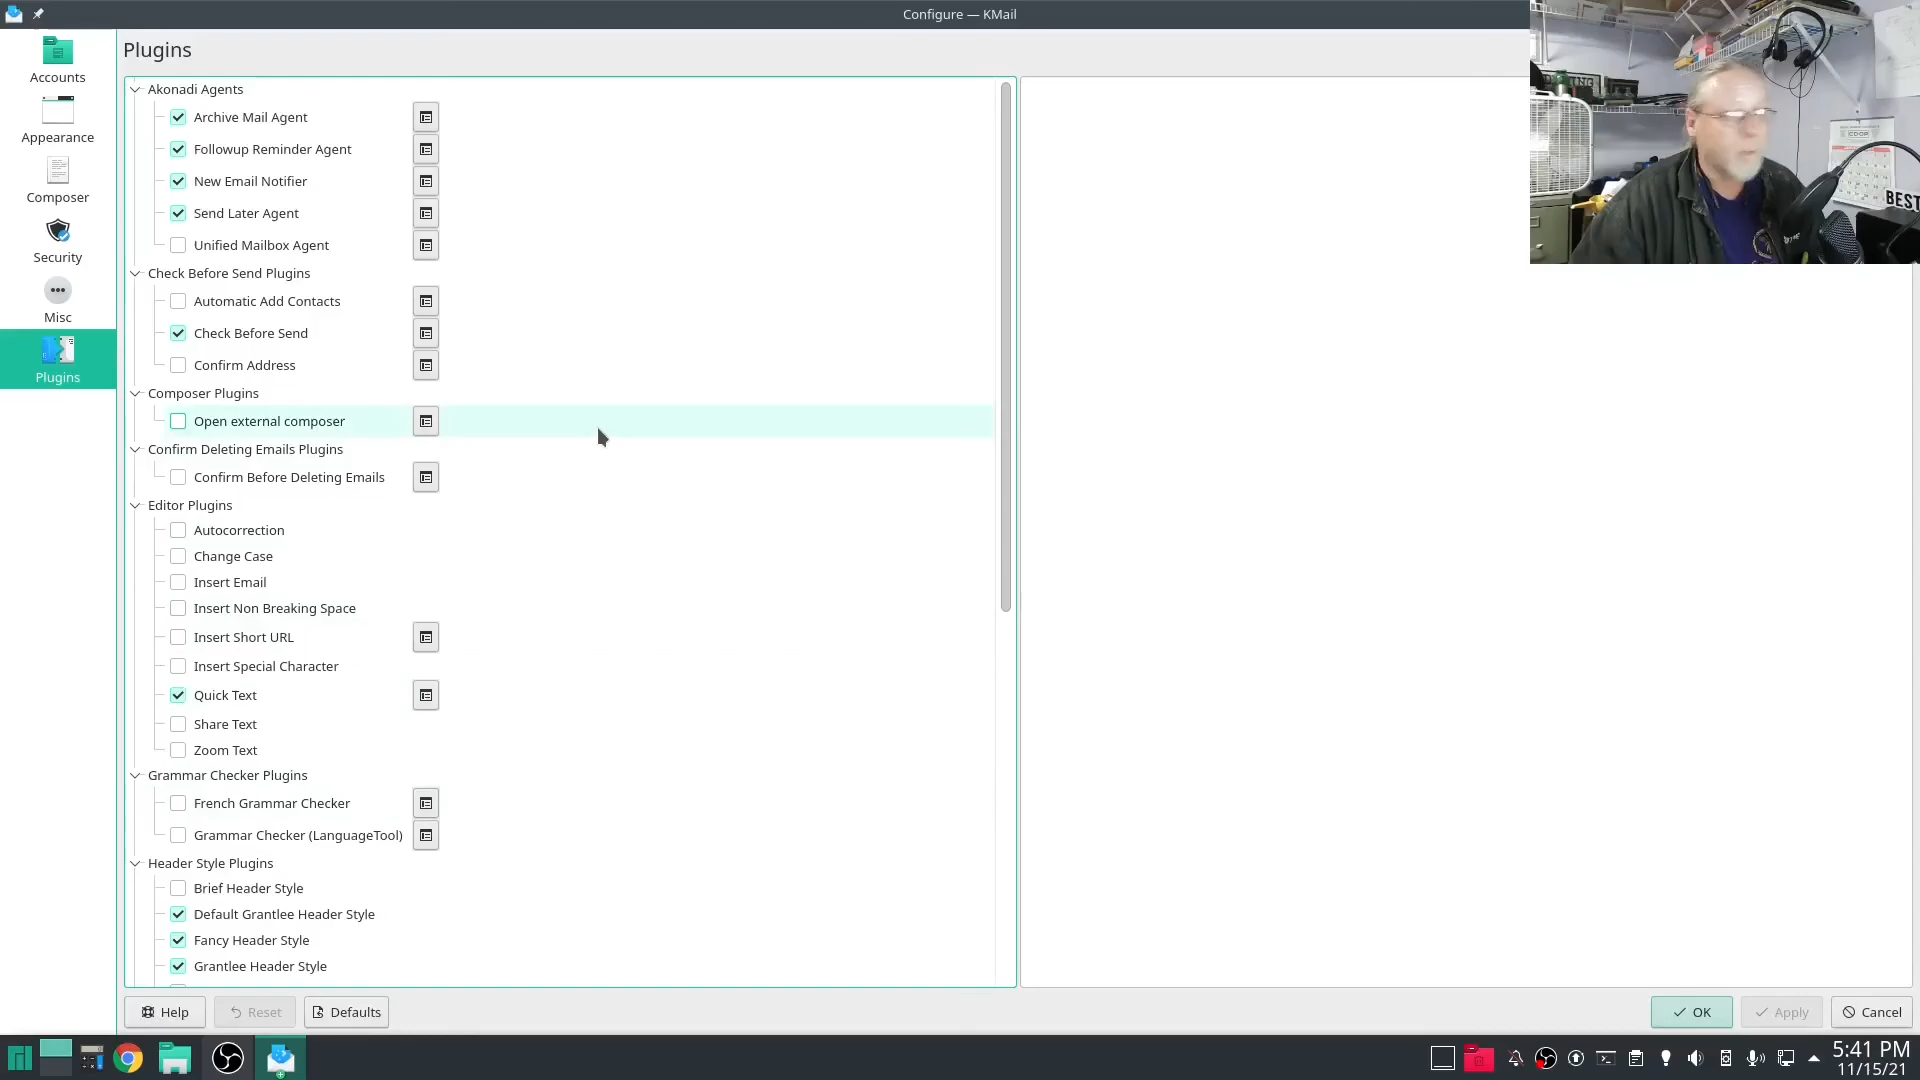 Configure — KMail
Accounts
Appearance
Composer
Security
Misc
Plugins
Plugins
Akonadi Agents
Archive Mail Agent
Followup Reminder Agent
New Email Notifier
Send Later Agent
Unified Mailbox Agent
Check Before Send Plugins
Automatic Add Contacts
Check Before Send
Confirm Address
Composer Plugins
Open external composer
Confirm Deleting Emails Plugins
Confirm Before Deleting Emails
Editor Plugins
Autocorrection
Change Case
Insert Email
Insert Non Breaking Space
Insert Short URL
Insert Special Character
Quick Text
Share Text
Zoom Text
Grammar Checker Plugins
French Grammar Checker
Grammar Checker (LanguageTool)
Header Style Plugins
Brief Header Style
Default Grantlee Header Style
Fancy Header Style
Grantlee Header Style
CO-OP
BEST
Help
Reset
Defaults
OK
Apply
Cancel
5:41 PM
11/15/21